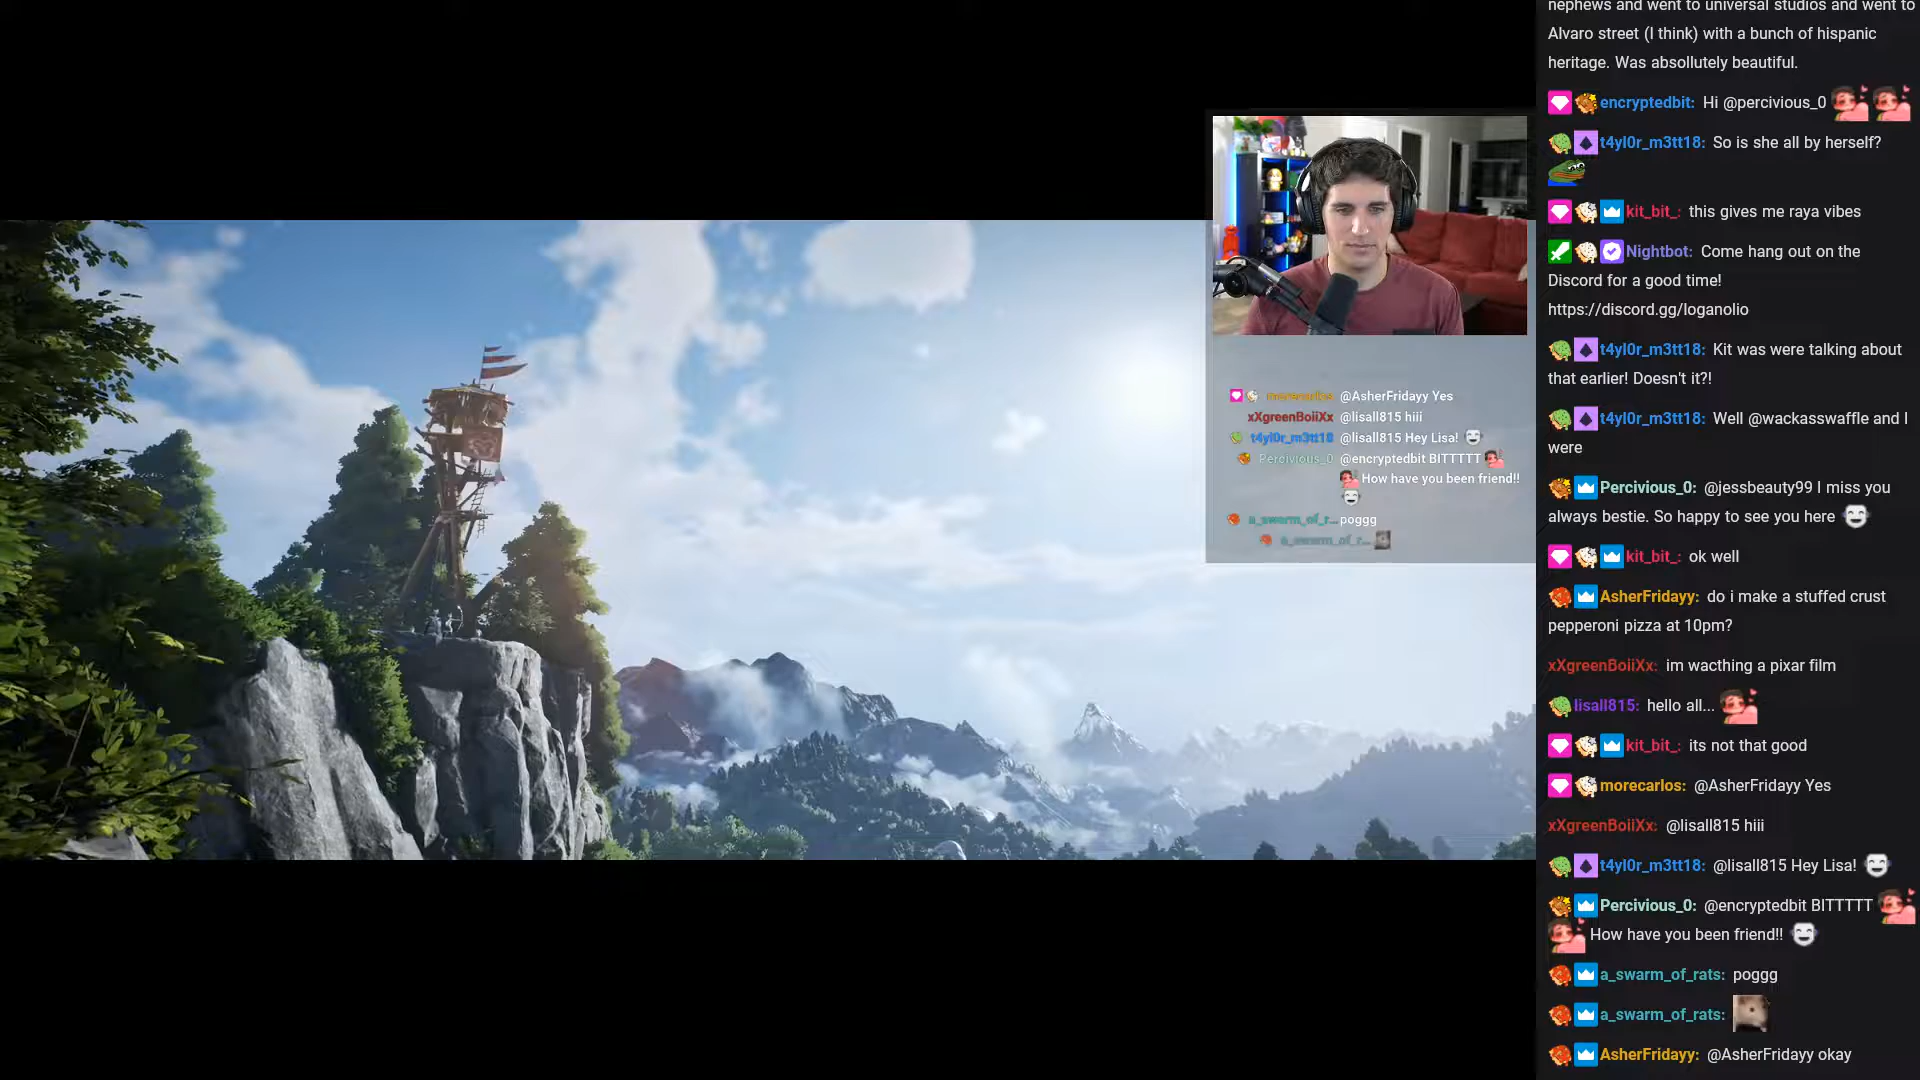 @AsherFridayy Yes
xXgreenBoiiXx @lisall815 hiii
t4yl0r_m3tt18 @lisall815 Hey Lisa!
Percivious_0 @encryptedbit BITTTTT
How have you been friend!!
a_swarm_of_r... poggg
a_swarm_of_r...
nephews and went to universal studios and went to
Alvaro street (I think) with a bunch of hispanic
heritage. Was absollutely beautiful.
encryptedbit: Hi @percivious_0
t4yl0r_m3tt18: So is she all by herself?
kit_bit_: this gives me raya vibes
Nightbot: Come hang out on the
Discord for a good time!
https://discord.gg/loganolio
t4yl0r_m3tt18: Kit was were talking about
that earlier! Doesn't it?!
t4yl0r_m3tt18: Well @wackasswaffle and I
were
Percivious_0: @jessbeauty99 I miss you
always bestie. So happy to see you here
kit_bit_: ok well
AsherFridayy: do i make a stuffed crust
pepperoni pizza at 10pm?
xXgreenBoiiXx: im wacthing a pixar film
lisall815: hello all...
kit_bit_: its not that good
morecarlos: @AsherFridayy Yes
xXgreenBoiiXx: @lisall815 hiii
t4yl0r_m3tt18: @lisall815 Hey Lisa!
Percivious_0: @encryptedbit BITTTTT
How have you been friend!!
a_swarm_of_rats: poggg
a_swarm_of_rats:
AsherFridayy: @AsherFridayy okay